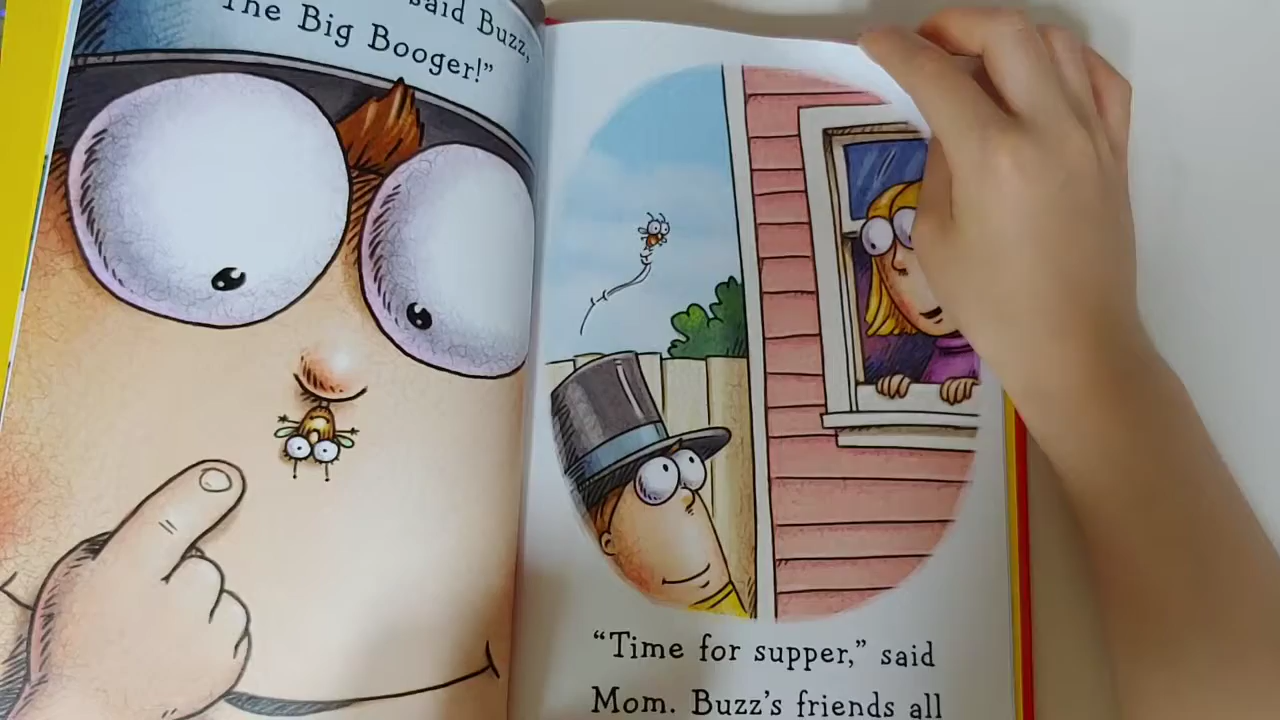 said Buzz,
The Big Booger!”
“Time for supper,” said
Mom. Buzz’s friends all